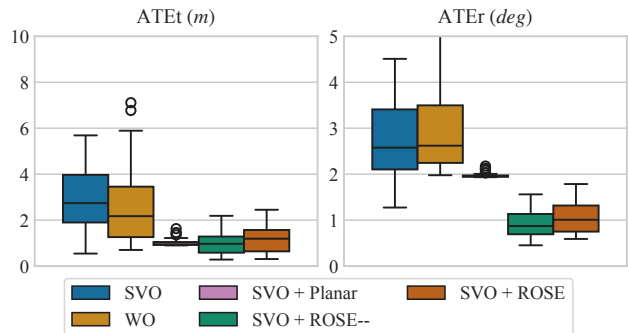 ATEt (m)
ATEr (deg)
10
8
6
4
2
0
5
4
3
2
1
0
SVO
SVO + Planar
SVO + ROSE
WO
SVO + ROSE--